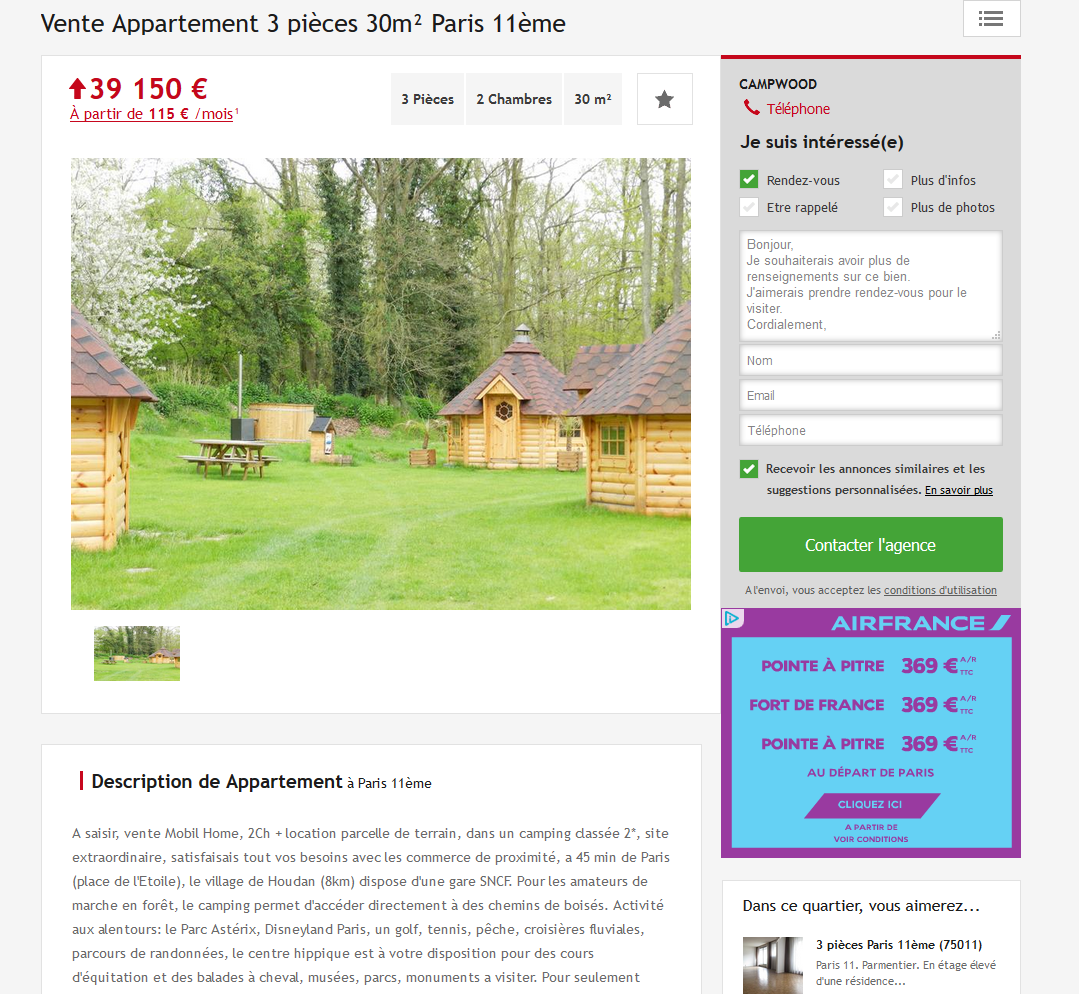 Vente Appartement 3 pièces 30m² Paris 11ème
39 150 €
À partir de 115 € /mois¹
3 Pièces
2 Chambres
30 m²
CAMPWOOD
Téléphone
Je suis intéressé(e)
Rendez-vous
Plus d'infos
Etre rappelé
Plus de photos
Bonjour,
Je souhaiterais avoir plus de
renseignements sur ce bien.
J'aimerais prendre rendez-vous pour le
visiter.
Cordialement,
Nom
Email
Téléphone
Recevoir les annonces similaires et les
suggestions personnalisées. En savoir plus
Contacter l'agence
A l'envoi, vous acceptez les conditions d'utilisation
AIRFRANCE
POINTE À PITRE 369 € A/R TTC
FORT DE FRANCE 369 € A/R TTC
POINTE À PITRE 369 € A/R TTC
AU DÉPART DE PARIS
CLIQUEZ ICI
A PARTIR DE
VOIR CONDITIONS
Description de Appartement à Paris 11ème
A saisir, vente Mobil Home, 2Ch + location parcelle de terrain, dans un camping classée 2*, site
extraordinaire, satisfaisais tout vos besoins avec les commerce de proximité, a 45 min de Paris
(place de l'Etoile), le village de Houdan (8km) dispose d'une gare SNCF. Pour les amateurs de
marche en forêt, le camping permet d'accéder directement à des chemins de boisés. Activité
aux alentours: le Parc Astérix, Disneyland Paris, un golf, tennis, pêche, croisières fluviales,
parcours de randonnées, le centre hippique est à votre disposition pour des cours
d'équitation et des balades à cheval, musées, parcs, monuments a visiter. Pour seulement
Dans ce quartier, vous aimerez...
3 pièces Paris 11ème (75011)
Paris 11. Parmentier. En étage élevé
d'une résidence...